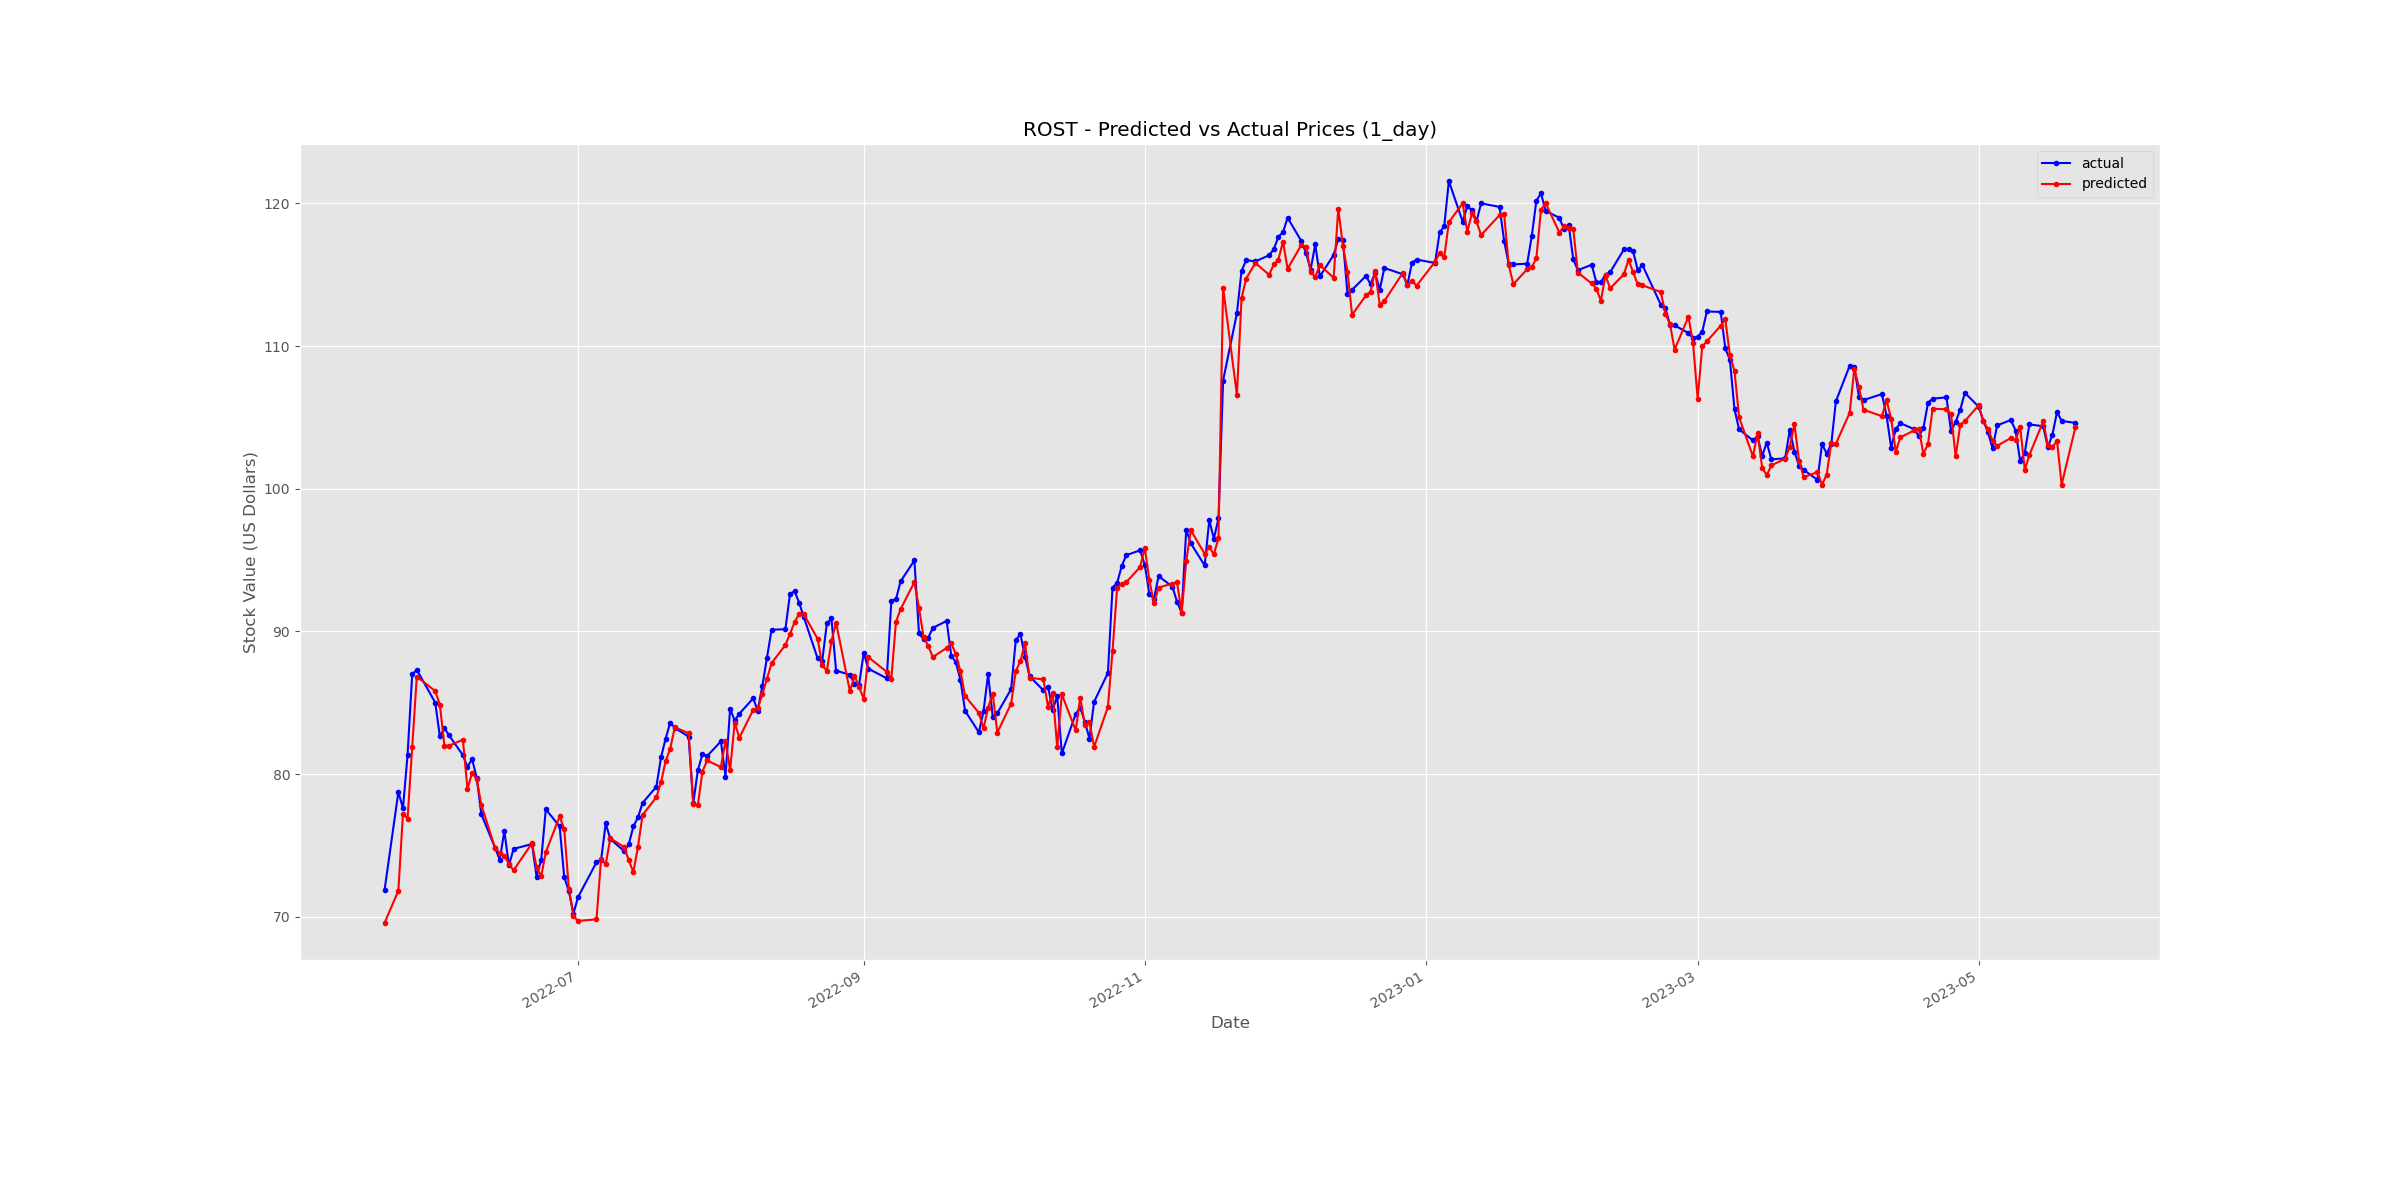 ROST - Predicted vs Actual Prices (1_day)
actual
predicted
Stock Value (US Dollars)
120
110
100
90
80
70
2022-07
2022-09
2022-11
2023-01
2023-03
2023-05
Date